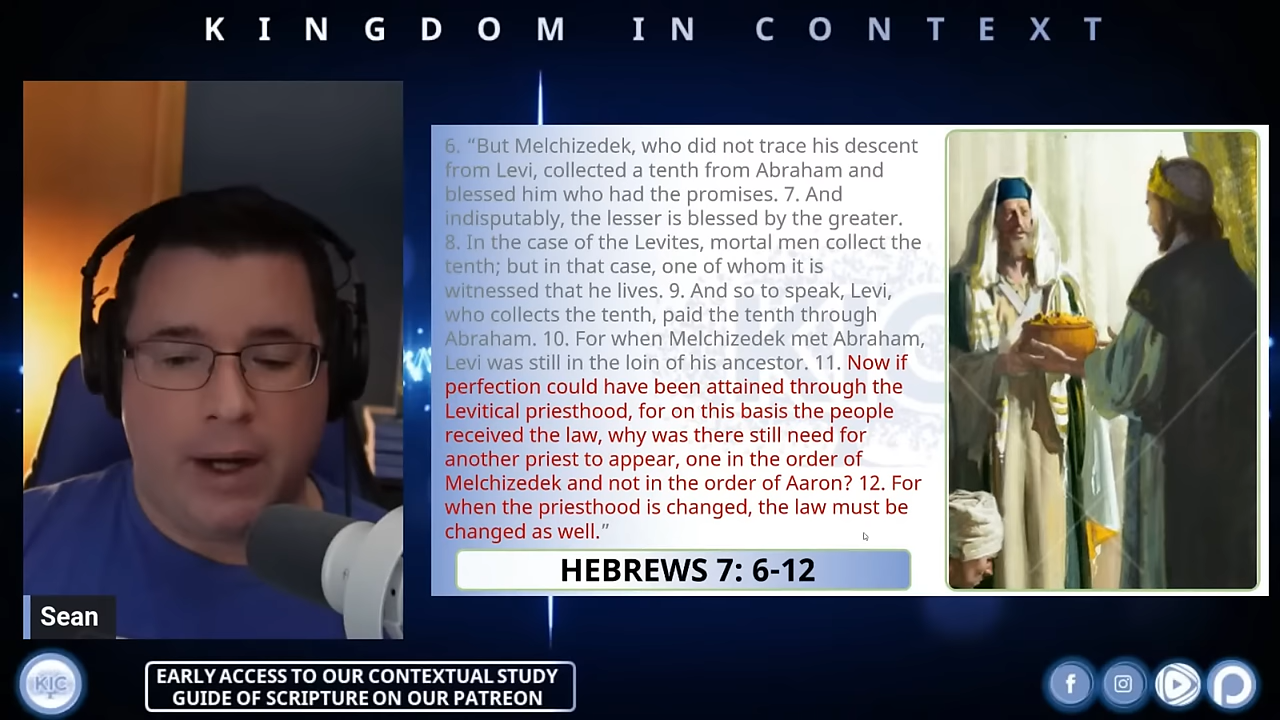 KINGDOM IN CONTEXT
6. “But Melchizedek, who did not trace his descent
from Levi, collected a tenth from Abraham and
blessed him who had the promises. 7. And
indisputably, the lesser is blessed by the greater.
8. In the case of the Levites, mortal men collect the
tenth; but in that case, one of whom it is
witnessed that he lives. 9. And so to speak, Levi,
who collects the tenth, paid the tenth through
Abraham. 10. For when Melchizedek met Abraham,
Levi was still in the loin of his ancestor. 11. Now if
perfection could have been attained through the
Levitical priesthood, for on this basis the people
received the law, why was there still need for
another priest to appear, one in the order of
Melchizedek and not in the order of Aaron? 12. For
when the priesthood is changed, the law must be
changed as well.”
HEBREWS 7: 6-12
Sean
KIC
EARLY ACCESS TO OUR CONTEXTUAL STUDY
GUIDE OF SCRIPTURE ON OUR PATREON